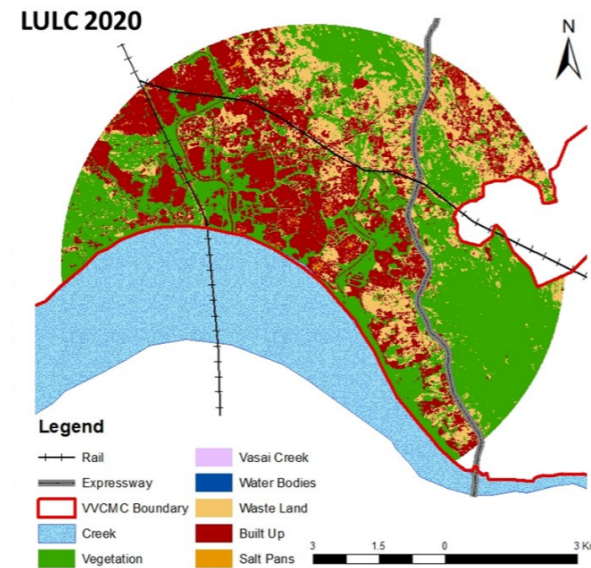 LULC 2020
N
Legend
Rail
Expressway
VVCMC Boundary
Creek
Vegetation
Vasai Creek
Water Bodies
Waste Land
Built Up
Salt Pans
3 1.5 0 3 K